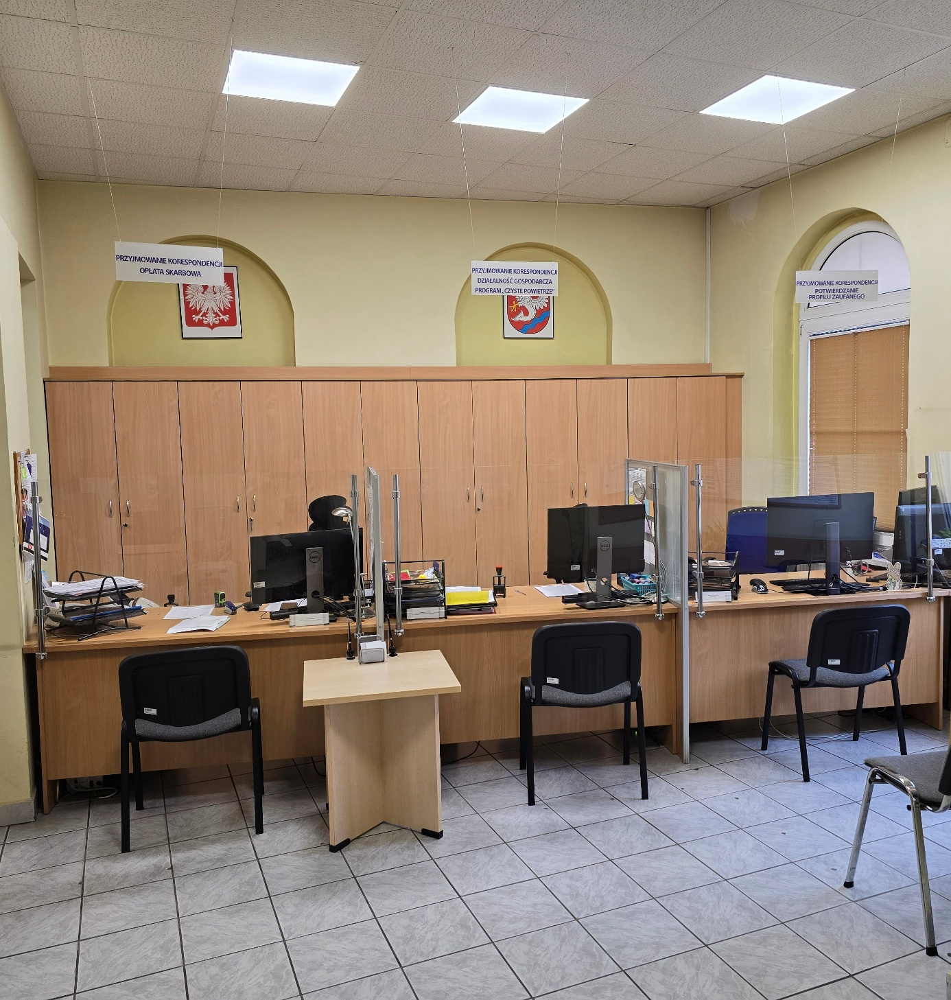 PRZYJMOWANIE KORESPONDENCJI
OPŁATA SKARBOWA
PRZYJMOWANIE KORESPONDENCJI
DZIAŁALNOŚĆ GOSPODARCZA
PROGRAM „CZYSTE POWIETRZE"
PRZYJMOWANIE KORESPONDENCJI
POTWIERDZANIE
PROFILU ZAUFANEGO
DELL
DELL